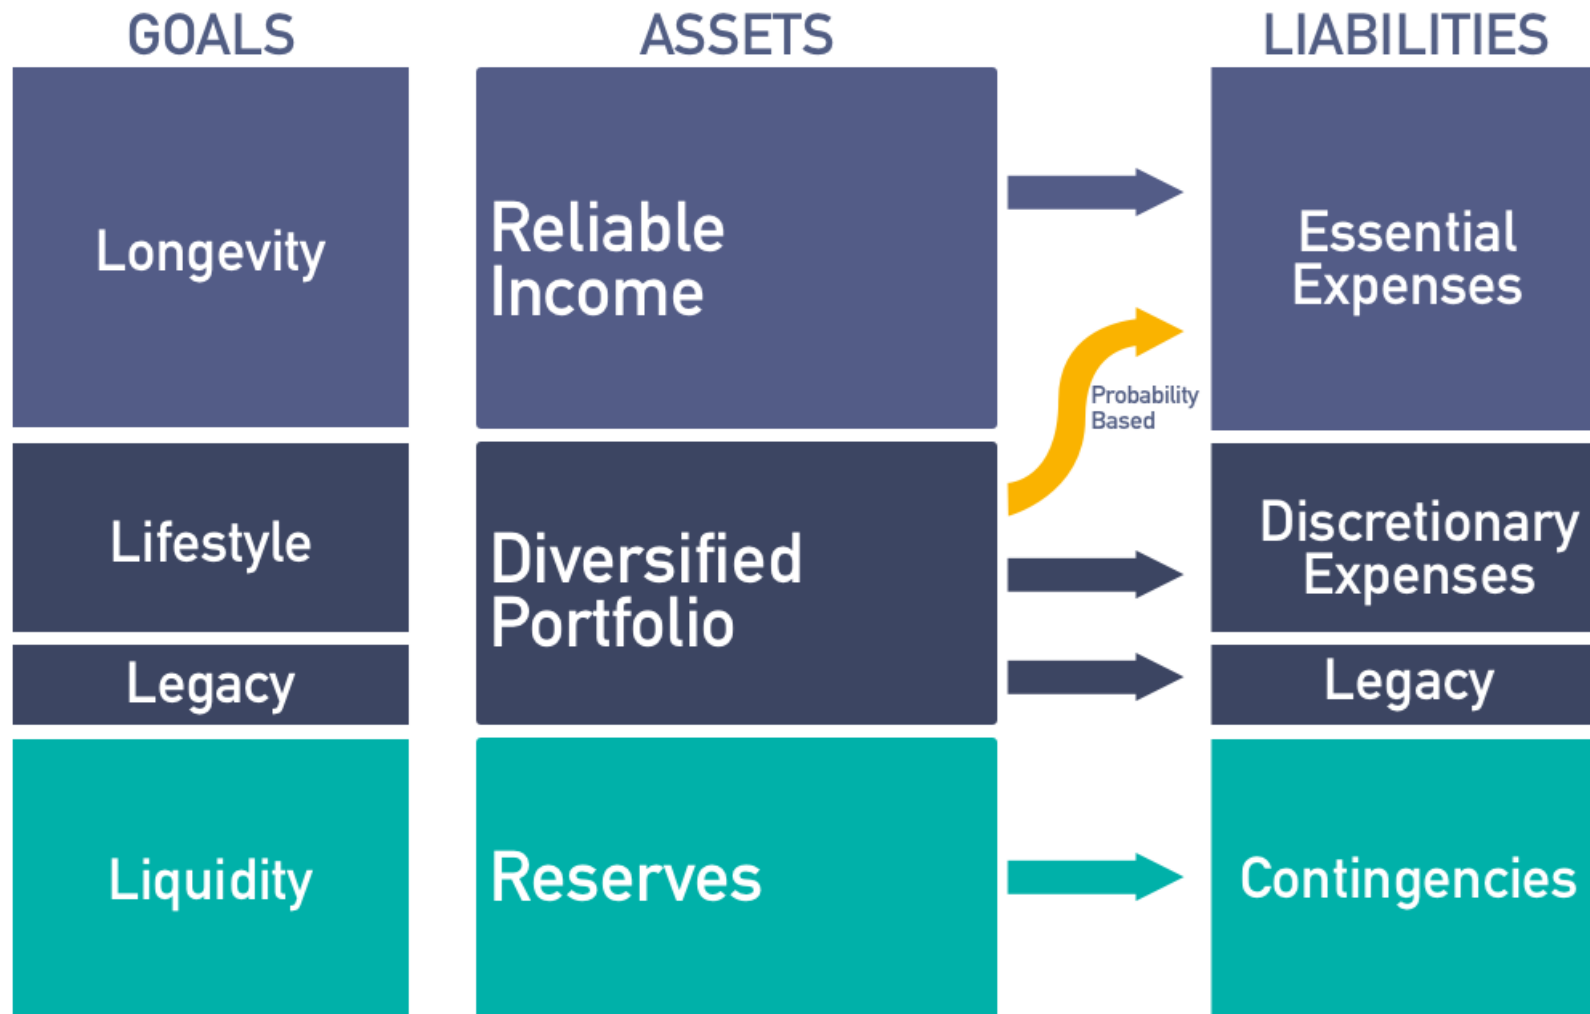 GOALS
ASSETS
LIABILITIES
Longevity
Reliable
Income
Essential
Expenses
Probability
Based
Lifestyle
Diversified
Portfolio
Discretionary
Expenses
Legacy
Legacy
Liquidity
Reserves
Contingencies